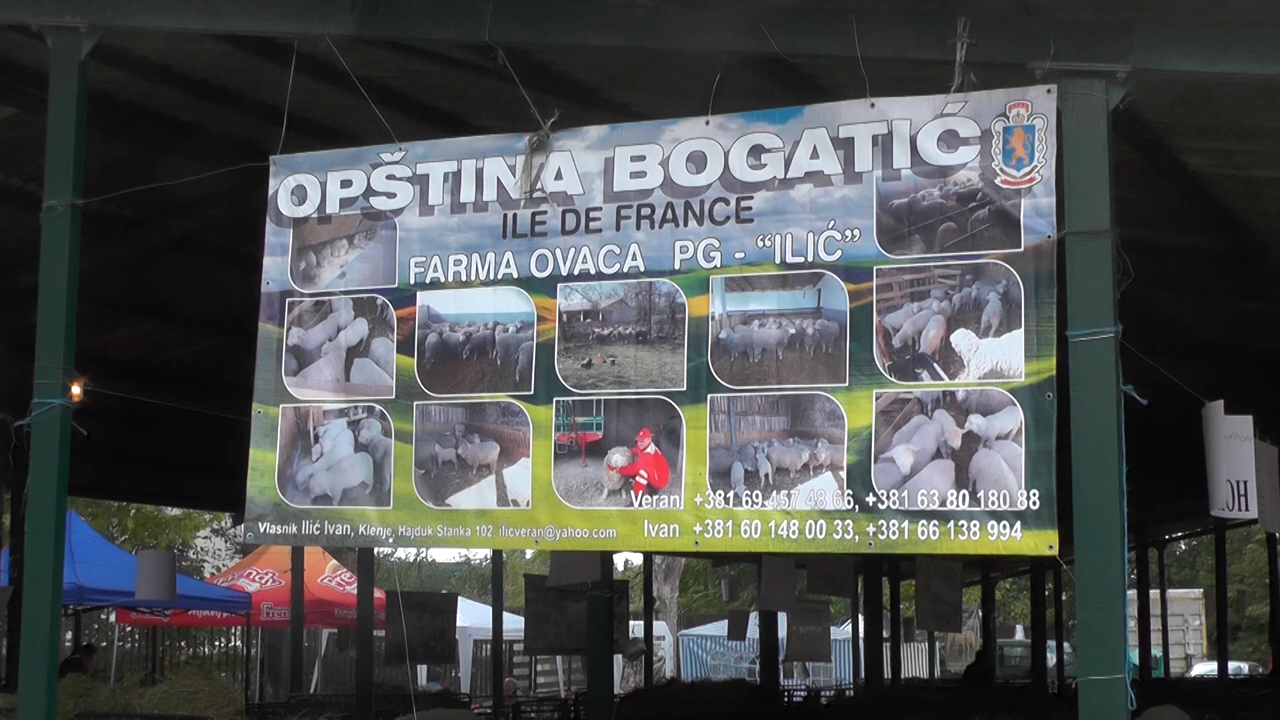 OPŠTINA BOGATIĆ
ILE DE FRANCE
FARMA OVACA PG - “ILIĆ”
Veran +381 69 457 48 66, +381 63 80 180 88
Vlasnik Ilić Ivan, Klenje, Hajduk Stanka 102, ilicveran@yahoo.com
Ivan +381 60 148 00 33, +381 66 138 994